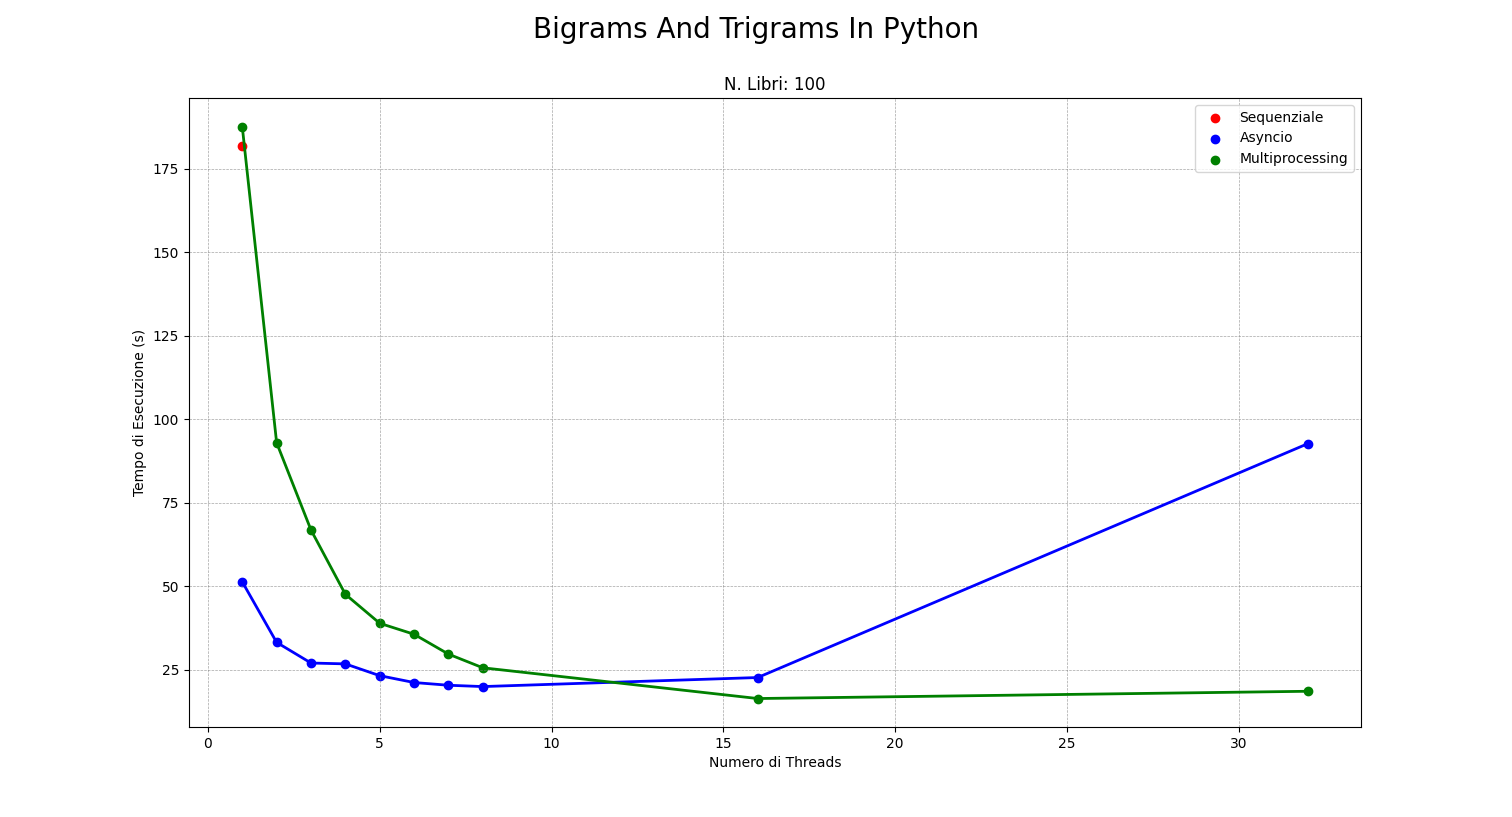 Bigrams And Trigrams In Python
N. Libri: 100
Sequenziale
Asyncio
Multiprocessing
175
150
125
100
75
50
25
Tempo di Esecuzione (s)
0 5 10 15 20 25 30
Numero di Threads